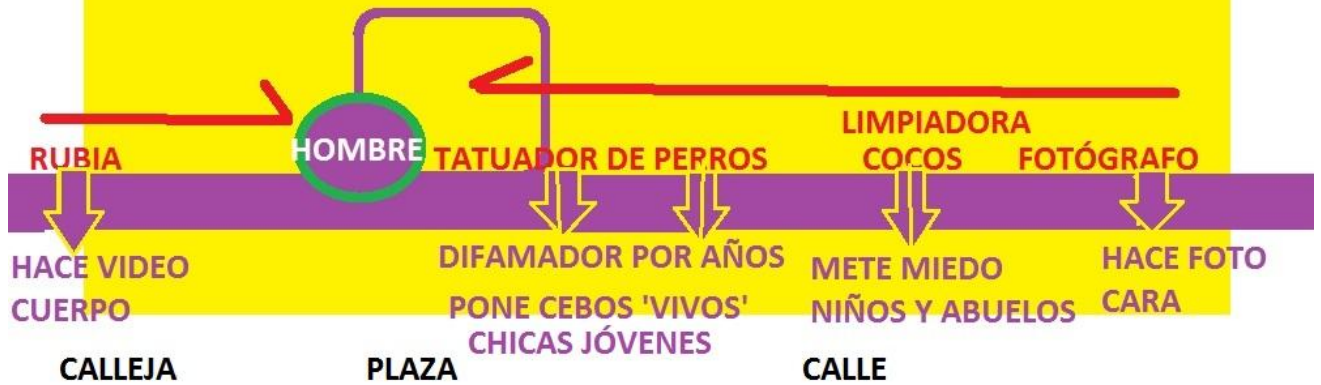 HOMBRE
LIMPIADORA
RUBIA
TATUADOR DE PERROS
COCOS
FOTÓGRAFO
HACE VIDEO
CUERPO
DIFAMADOR POR AÑOS
PONE CEBOS 'VIVOS'
CHICAS JÓVENES
METE MIEDO
NIÑOS Y ABUELOS
HACE FOTO
CARA
CALLEJA
PLAZA
CALLE